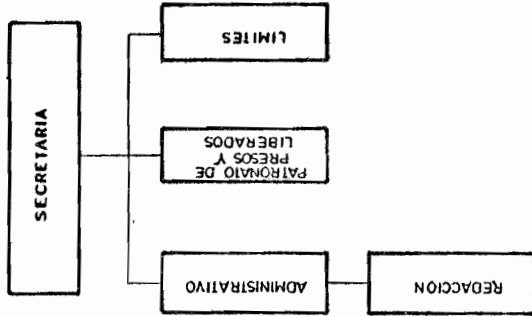 SECRETARIA
LIMITES
PATRONATO DE
PRESOS Y
LIBERADOS
ADMINISTRATIVO
REDACCION